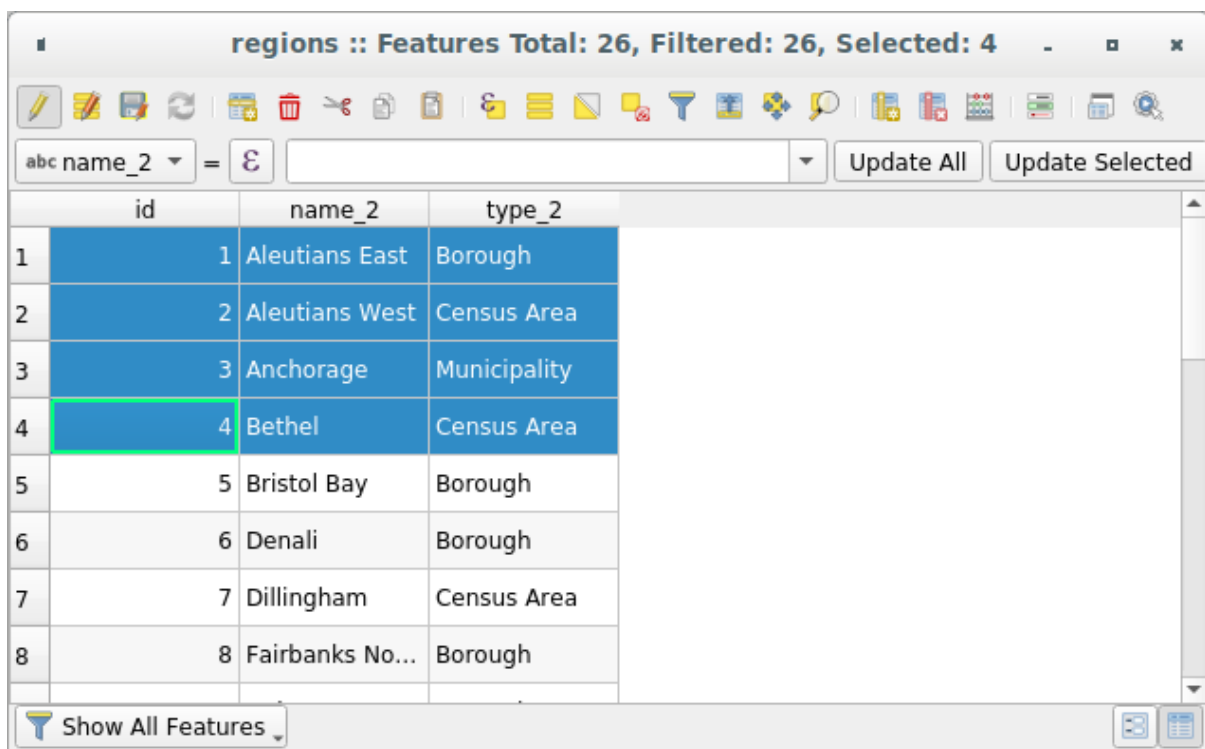 regions :: Features Total: 26, Filtered: 26, Selected: 4
abc name_2 = ε Update All Update Selected
id name_2 type_2
1 1 Aleutians East Borough
2 2 Aleutians West Census Area
3 3 Anchorage Municipality
4 4 Bethel Census Area
5 5 Bristol Bay Borough
6 6 Denali Borough
7 7 Dillingham Census Area
8 8 Fairbanks No... Borough
Show All Features